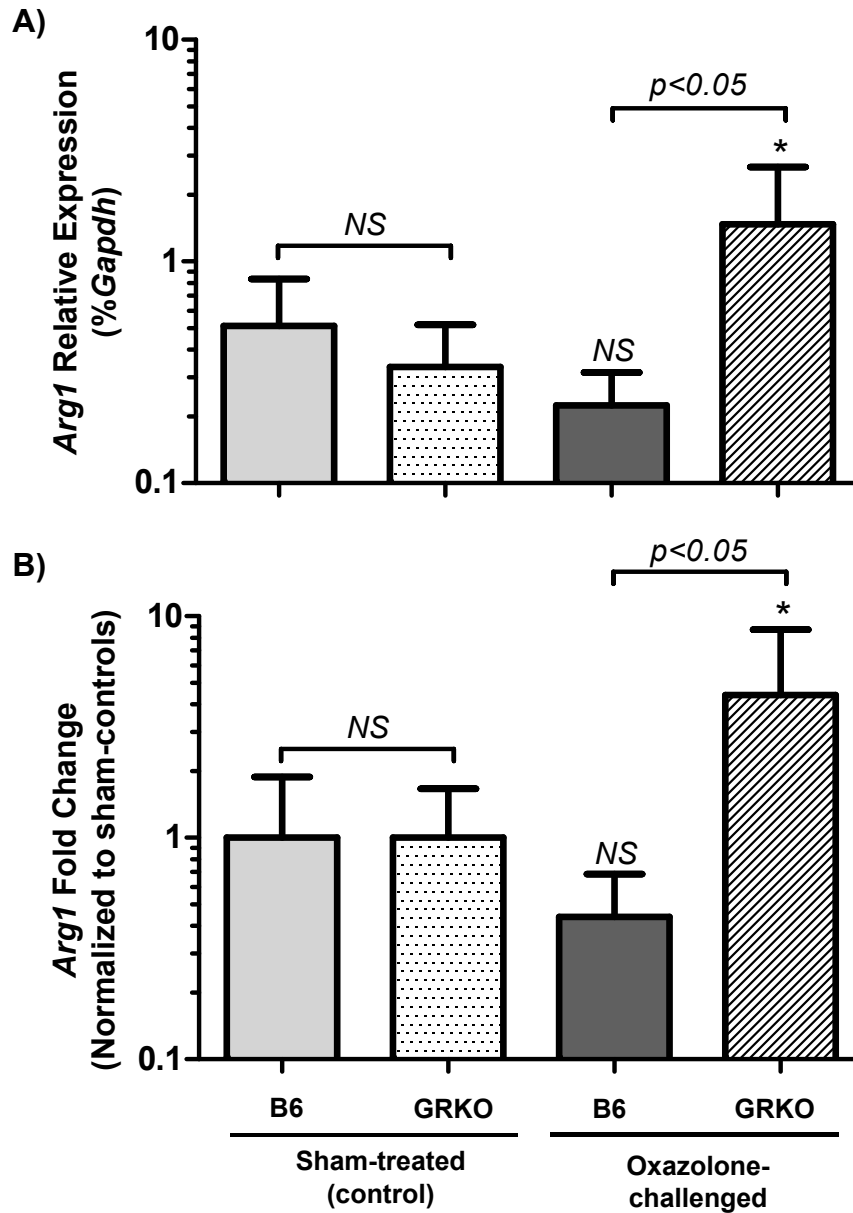 A)
Arg1 Relative Expression
(%Gapdh)
10
1
0.1
NS
NS
p<0.05
*
B)
Arg1 Fold Change
(Normalized to sham-controls)
10
1
0.1
NS
NS
p<0.05
*
B6 GRKO B6 GRKO
Sham-treated
(control)
Oxazolone-
challenged